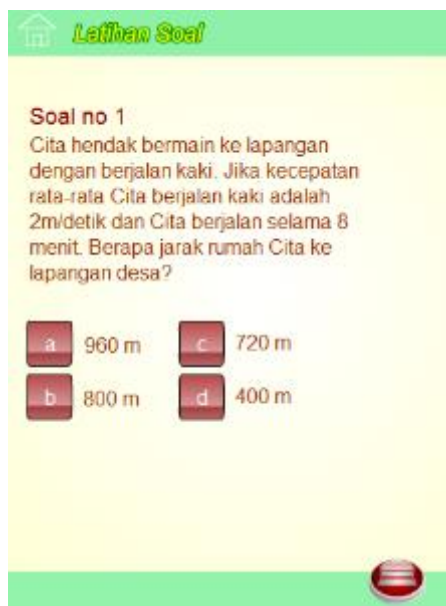 Latihan Soal
Soal no 1
Cita hendak bermain ke lapangan
dengan berjalan kaki. Jika kecepatan
rata-rata Cita berjalan kaki adalah
2m/detik dan Cita berjalan selama 8
menit. Berapa jarak rumah Cita ke
lapangan desa?
a 960 m c 720 m
b 800 m d 400 m